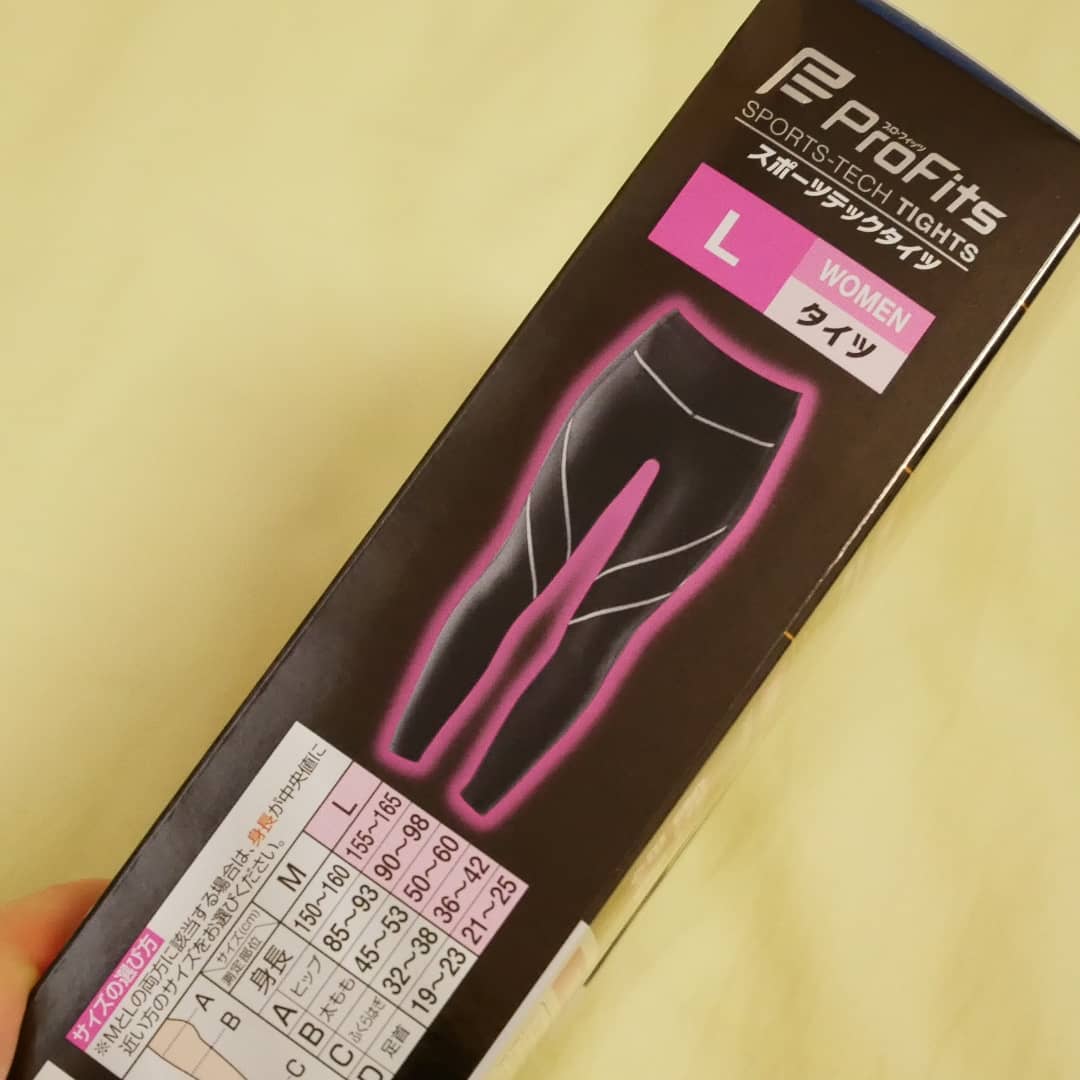 ProFits
プロ・フィッツ
SPORTS-TECH TIGHTS
スポーツテックタイツ
L
WOMEN
タイツ
サイズの選び方
※MとLの両方に該当する場合は、身長が中央値に
近い方のサイズをお選びください。
サイズ(cm) M L
測定部位
身長 150~160 155~165
A ヒップ 85~93 90~98
B 太もも 45~53 50~60
C ふくらはぎ 32~38 36~42
D 足首 19~23 21~25
A
B
C